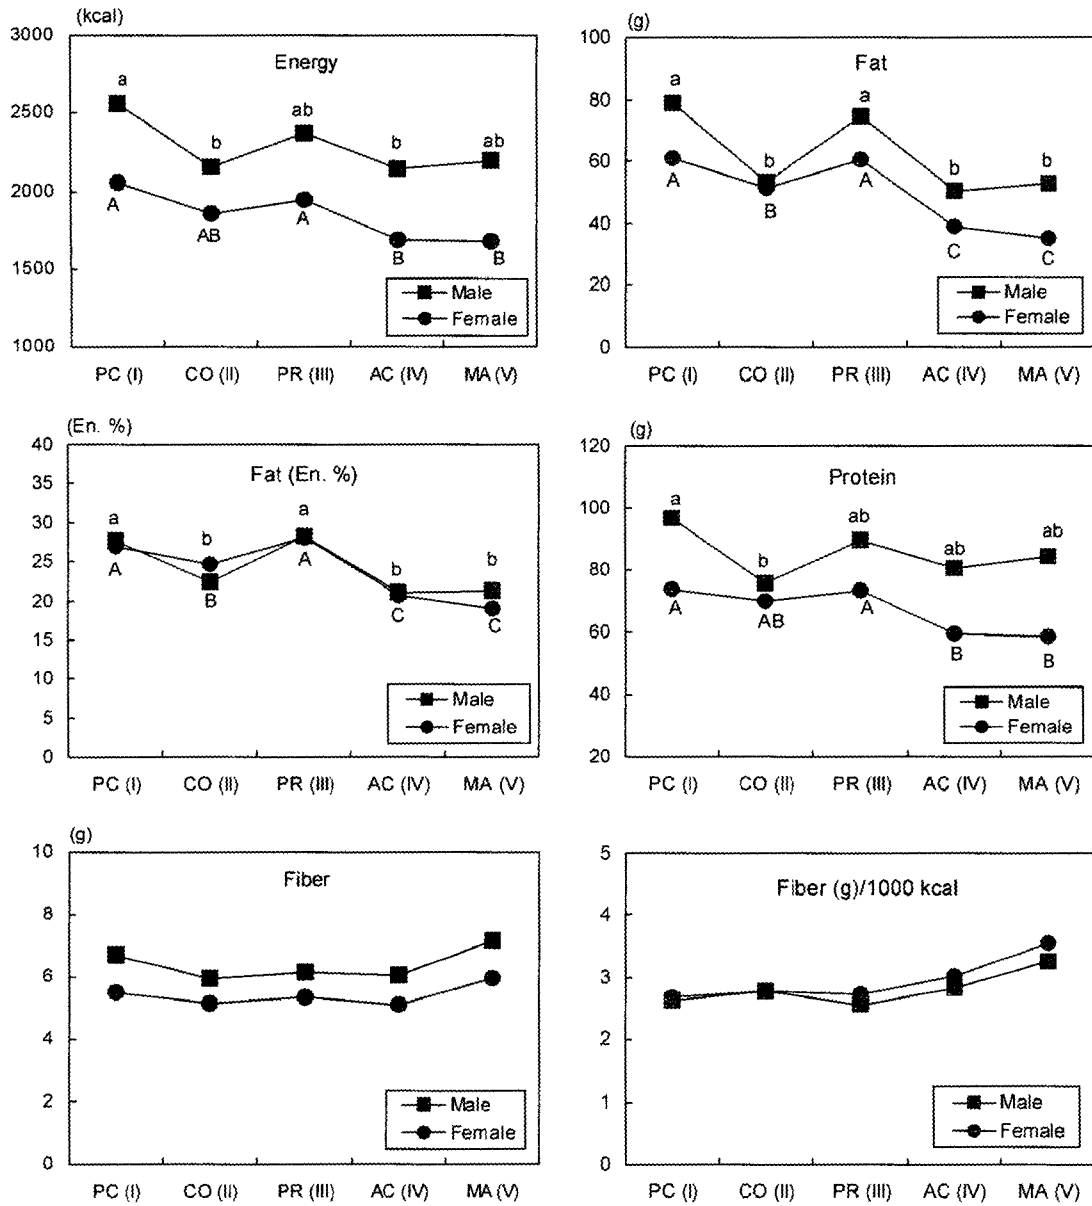 (kcal)
Energy
3000
2500
2000
1500
1000
a
b
ab
b
ab
A
AB
A
B
B
Male
Female
PC (I) CO (II) PR (III) AC (IV) MA (V)
(g)
Fat
100
80
60
40
20
0
a
b
a
b
b
A
B
A
C
C
Male
Female
PC (I) CO (II) PR (III) AC (IV) MA (V)
(En. %)
Fat (En. %)
40
35
30
25
20
15
10
5
0
a
b
a
b
b
A
B
A
C
C
Male
Female
PC (I) CO (II) PR (III) AC (IV) MA (V)
(g)
Protein
120
100
80
60
40
20
a
b
ab
ab
ab
A
AB
A
B
B
Male
Female
PC (I) CO (II) PR (III) AC (IV) MA (V)
(g)
Fiber
10
8
6
4
2
0
Male
Female
PC (I) CO (II) PR (III) AC (IV) MA (V)
Fiber (g)/1000 kcal
5
4
3
2
1
0
Male
Female
PC (I) CO (II) PR (III) AC (IV) MA (V)